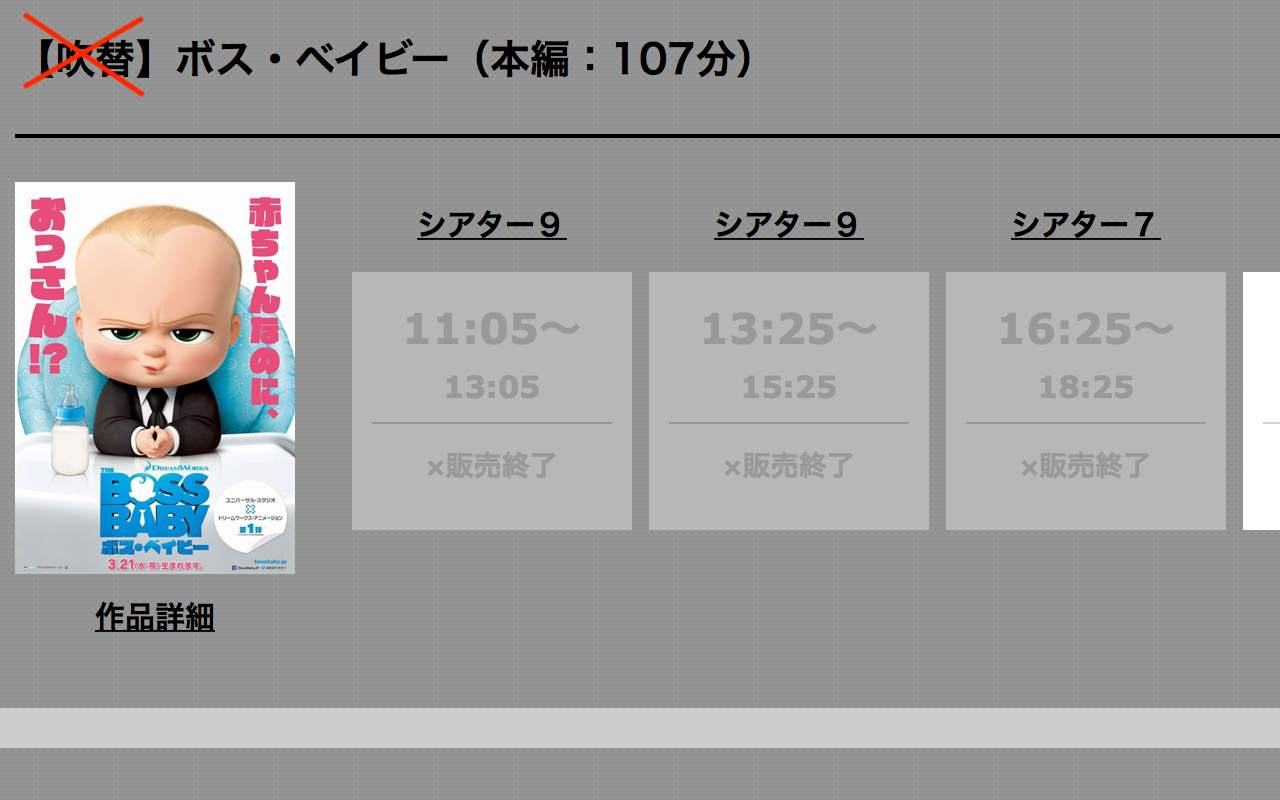 【吹替】ボス・ベイビー（本編：107分）
赤ちゃんなのに、
おっさん!?
THE
DREAMWORKS
BOSS
BABY
ボス・ベイビー
3.21(水・祝)生まれます。
ユニバーサル・スタジオ
×
ドリームワークス・アニメーション
第1弾
bossbaby.jp
作品詳細
シアター９
11:05〜
13:05
×販売終了
シアター９
13:25〜
15:25
×販売終了
シアター７
16:25〜
18:25
×販売終了